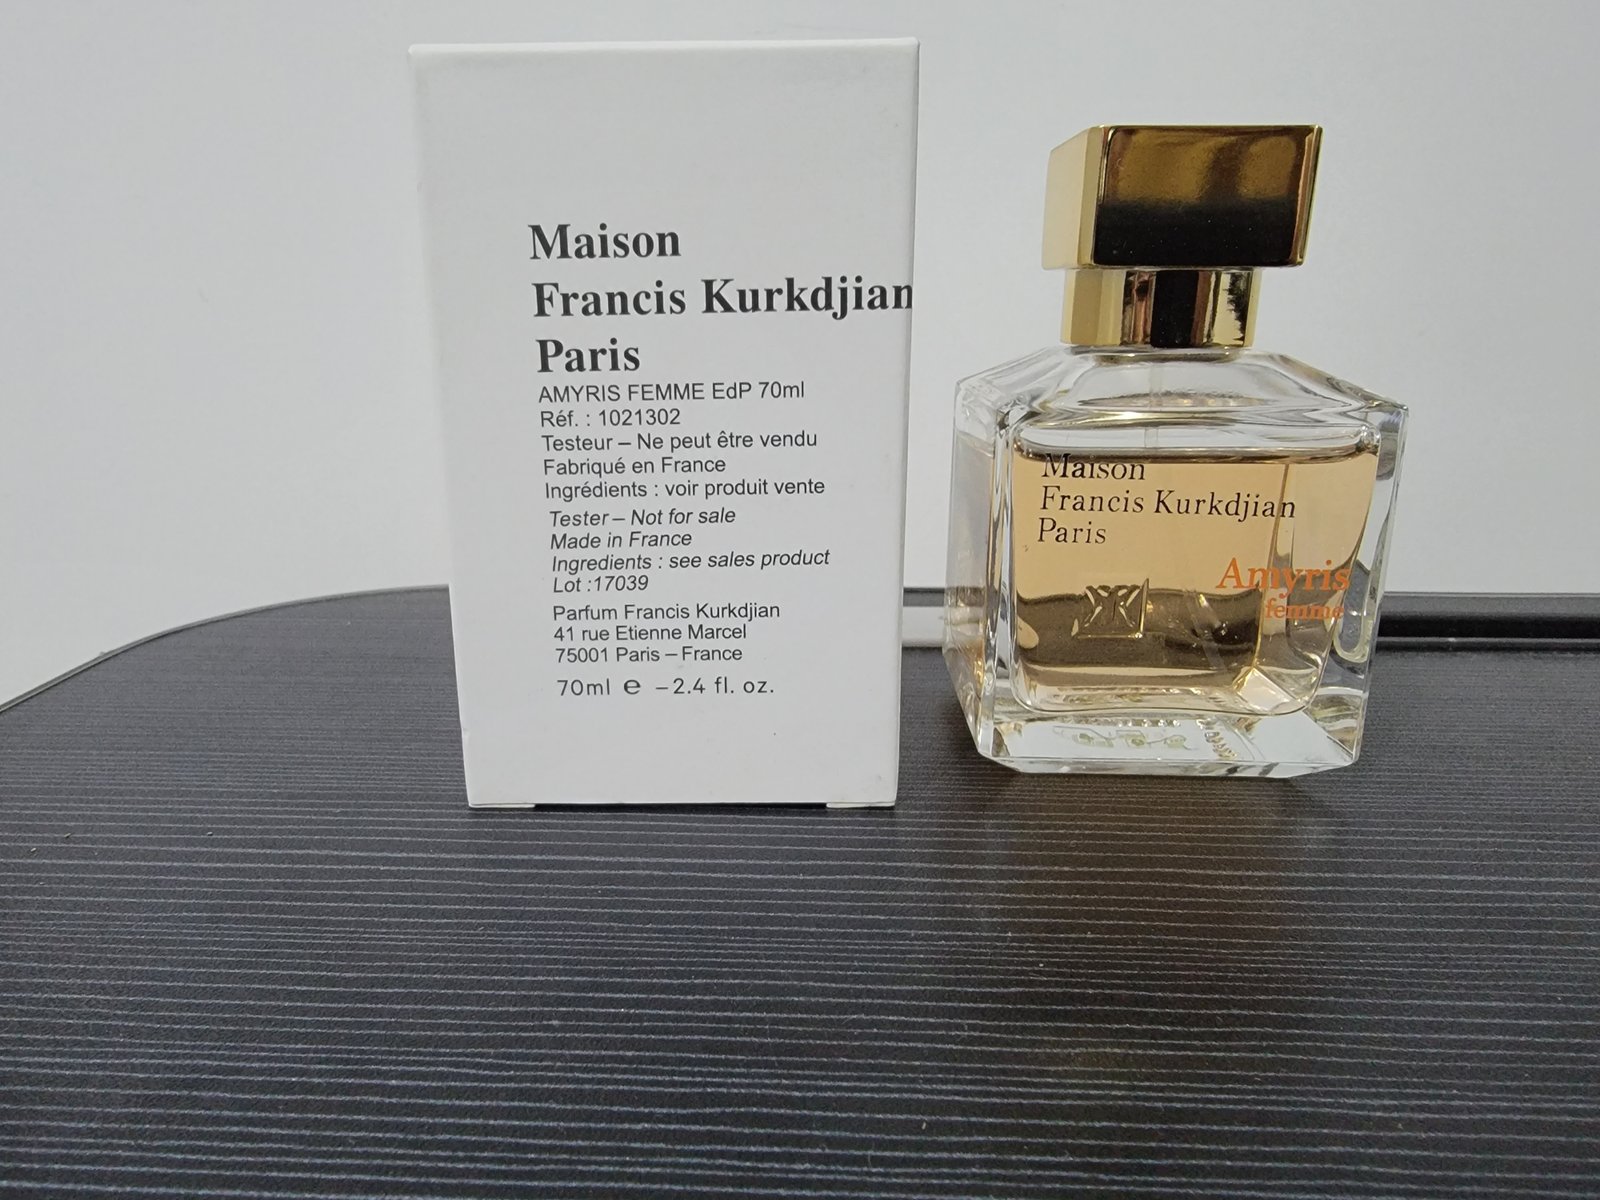 Maison
Francis Kurkdjian
Paris
AMYRIS FEMME EdP 70ml
Réf. : 1021302
Testeur – Ne peut être vendu
Fabriqué en France
Ingrédients : voir produit vente
Tester – Not for sale
Made in France
Ingredients : see sales product
Lot :17039
Parfum Francis Kurkdjian
41 rue Etienne Marcel
75001 Paris – France
70ml e – 2.4 fl. oz.
Maison
Francis Kurkdjian
Paris
Amyris
femme